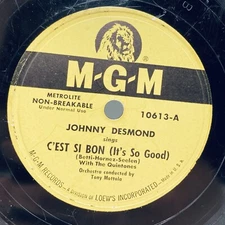 M-G-M
METROLITE
NON-BREAKABLE
Under Normal Use
10613-A
JOHNNY DESMOND
sings
C'EST SI BON (It's So Good)
(Betti-Hornez-Seelen)
With The Quintones
Orchestra conducted by
Tony Mottola
M-G-M RECORDS—A DIVISION OF LOEW'S INCORPORATED